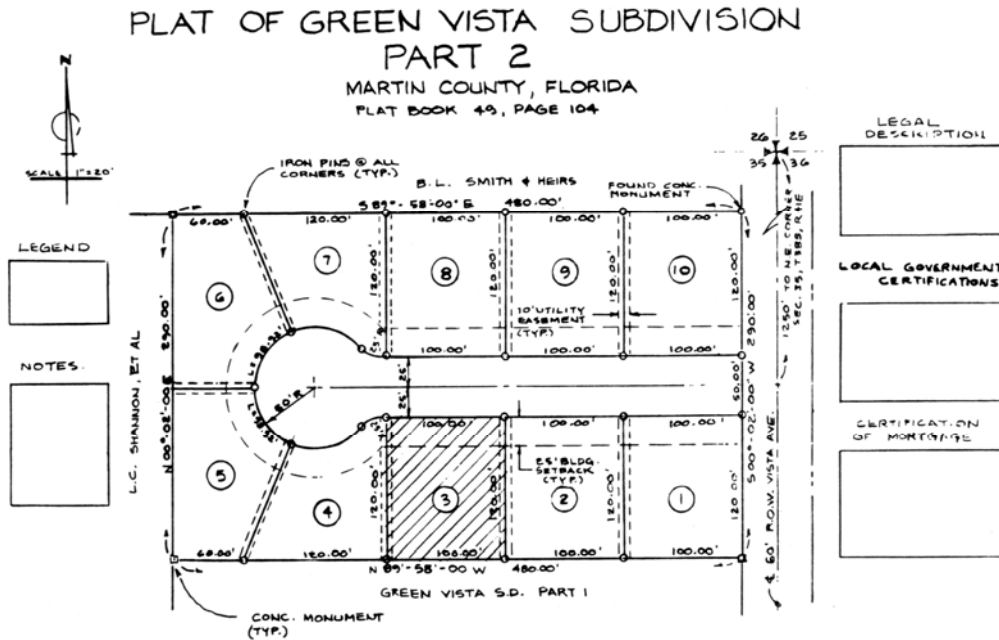 PLAT OF GREEN VISTA SUBDIVISION
PART 2
MARTIN COUNTY, FLORIDA
PLAT BOOK 49, PAGE 104
N
SCALE 1"=20'
LEGEND
NOTES.
IRON PINS @ ALL
CORNERS (TYP.)
B.L. SMITH & HEIRS
FOUND CONC.
MONUMENT
S 89°-58'-00" E 480.00'
60.00'
120.00'
100.00'
100.00'
100.00'
6
7
8
9
10
120.00'
120.00'
120.00'
120.00'
10' UTILITY
EASEMENT
(TYP.)
100.00'
100.00'
100.00'
L.C. SHANNON, ET AL
N 00°-02'-00 E 290.00'
50'R
25'
25'
50.00'
S 00°-02'-00 W 290.00'
100.00'
100.00'
100.00'
25' BLDG.
SETBACK
(TYP.)
5
4
3
2
1
120.00'
120.00'
120.00'
120.00'
60.00'
120.00'
100.00'
100.00'
100.00'
N 89°-58'-00 W 480.00'
GREEN VISTA S.D. PART 1
CONC. MONUMENT
(TYP.)
26 25
35 36
1250' TO N.E. CORNER
SEC. 35,
60' R.O.W. VISTA AVE.
LEGAL
DESCRIPTION
LOCAL GOVERNMENT
CERTIFICATIONS
CERTIFICATION
OF MORTGAGE